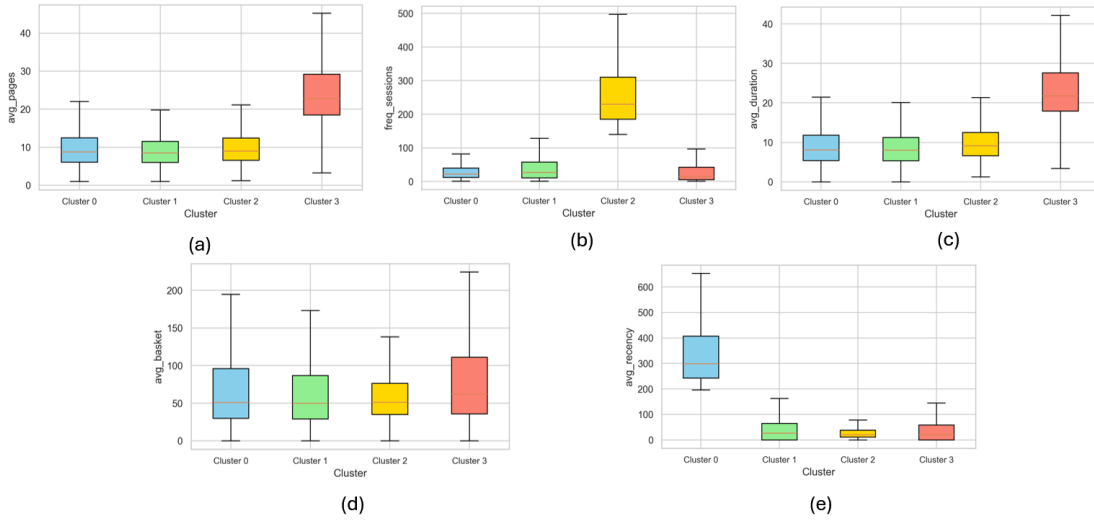 avg_pages
40
30
20
10
0
Cluster 0 Cluster 1 Cluster 2 Cluster 3
Cluster
(a)
freq_sessions
500
400
300
200
100
0
Cluster 0 Cluster 1 Cluster 2 Cluster 3
Cluster
(b)
avg_duration
40
30
20
10
0
Cluster 0 Cluster 1 Cluster 2 Cluster 3
Cluster
(c)
avg_basket
200
150
100
50
0
Cluster 0 Cluster 1 Cluster 2 Cluster 3
Cluster
(d)
avg_recency
600
500
400
300
200
100
0
Cluster 0 Cluster 1 Cluster 2 Cluster 3
Cluster
(e)